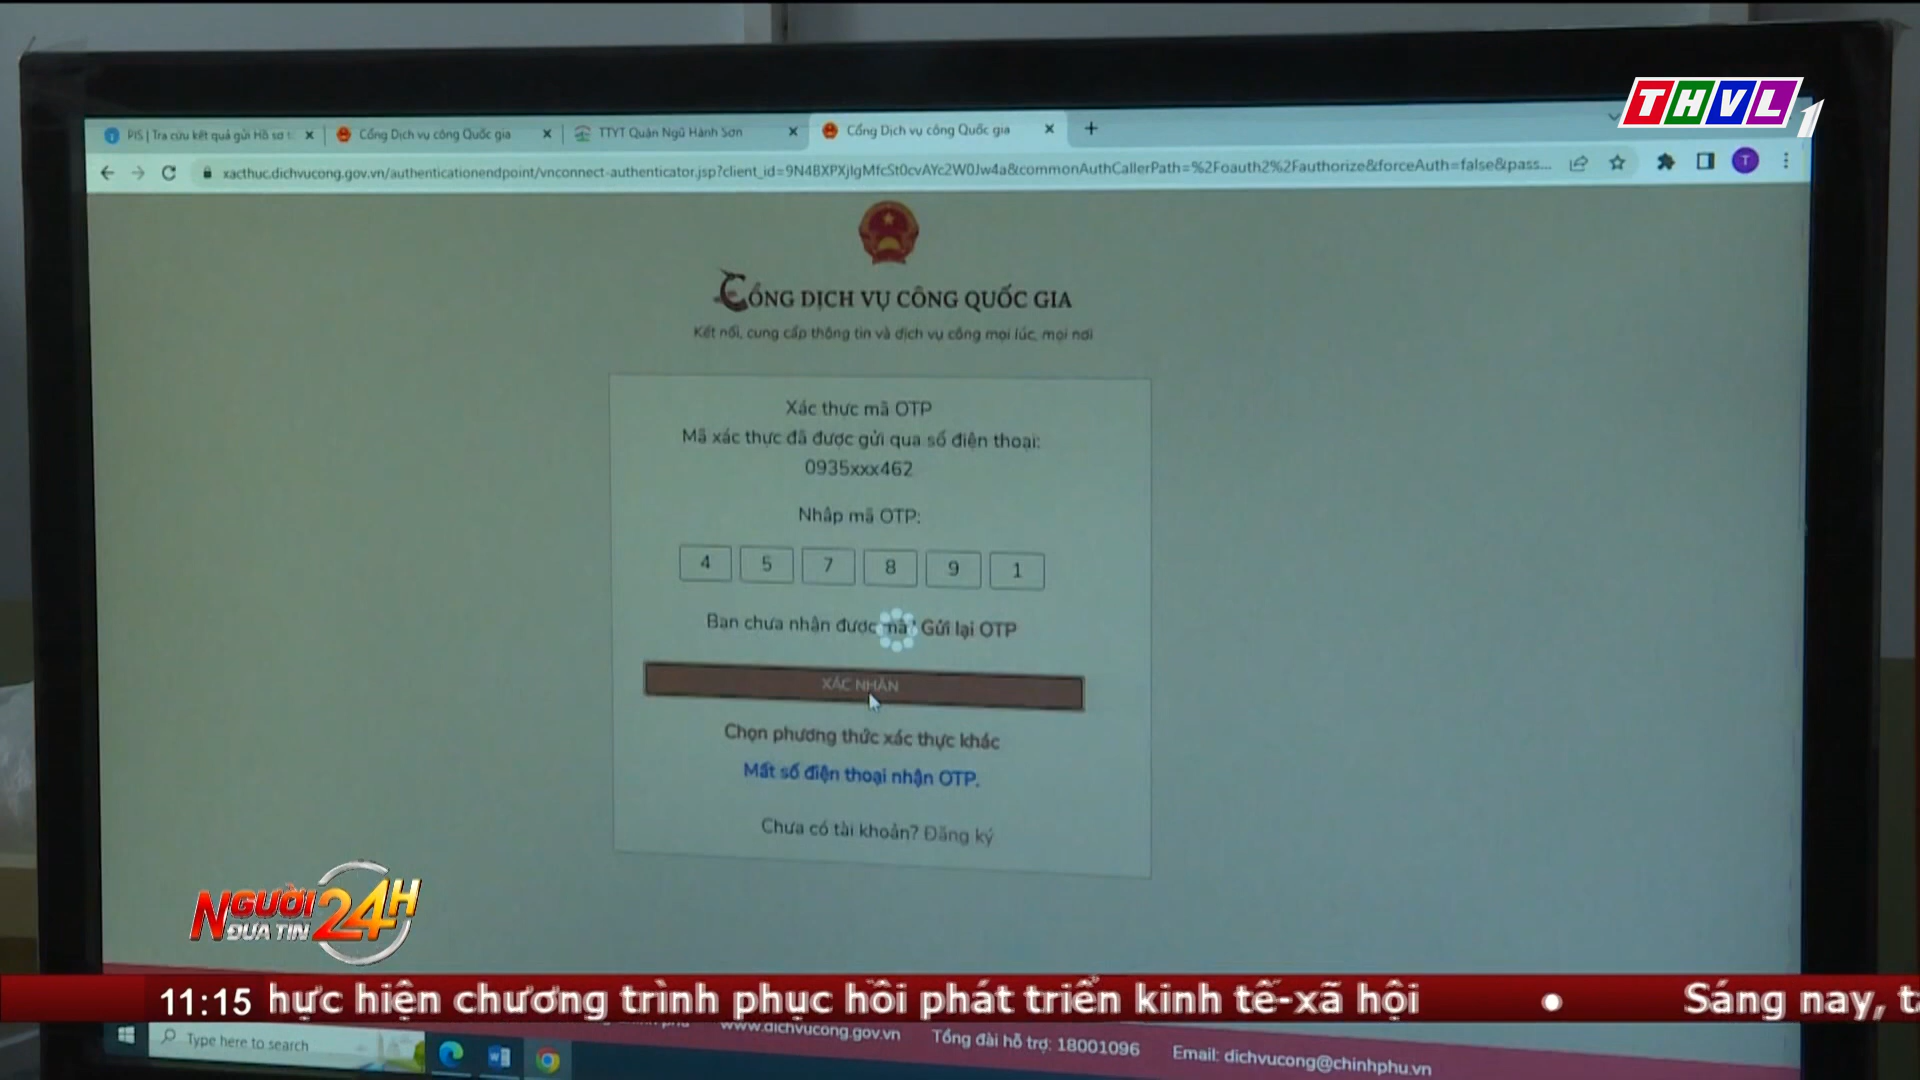 THVL1
PIS | Tra cứu kết quả gửi Hồ sơ
Cổng Dịch vụ công Quốc gia
TTYT Quận Ngũ Hành Sơn
Cổng Dịch vụ công Quốc gia
xacthuc.dichvucong.gov.vn/authenticationendpoint/vnconnect-authenticator.jsp?client_id=9N4BXPXjlgMfcSt0cvAYc2W0Jw4a&commonAuthCallerPath=%2Foauth2%2Fauthorize&forceAuth=false&pass...
T
CỔNG DỊCH VỤ CÔNG QUỐC GIA
Kết nối, cung cấp thông tin và dịch vụ công mọi lúc, mọi nơi
Xác thực mã OTP
Mã xác thực đã được gửi qua số điện thoại:
0935xxx462
Nhập mã OTP:
4 5 7 8 9 1
Bạn chưa nhận được mã? Gửi lại OTP
XÁC NHẬN
Chọn phương thức xác thực khác
Mất số điện thoại nhận OTP.
Chưa có tài khoản? Đăng ký
NGƯỜI ĐƯA TIN 24H
11:15 hực hiện chương trình phục hồi phát triển kinh tế-xã hội • Sáng nay, t
www.dichvucong.gov.vn Tổng đài hỗ trợ: 18001096 Email: dichvucong@chinhphu.vn
Type here to search